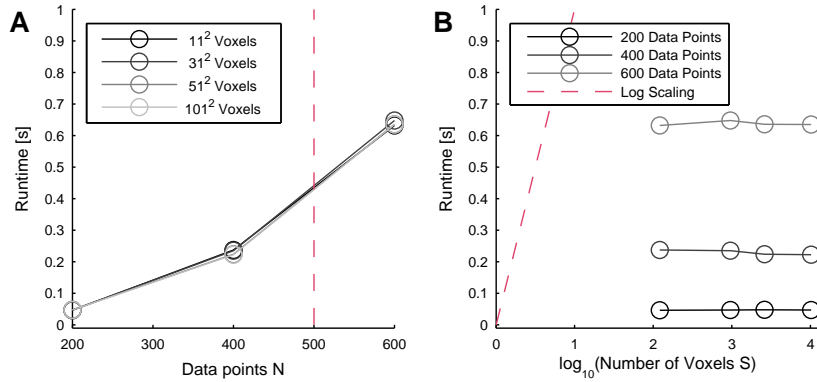 A
11² Voxels
31² Voxels
51² Voxels
101² Voxels
1
0.9
0.8
0.7
0.6
0.5
0.4
0.3
0.2
0.1
0
Runtime [s]
200 300 400 500 600
Data points N
B
200 Data Points
400 Data Points
600 Data Points
Log Scaling
1
0.9
0.8
0.7
0.6
0.5
0.4
0.3
0.2
0.1
0
Runtime [s]
0 1 2 3 4
log₁₀(Number of Voxels S)